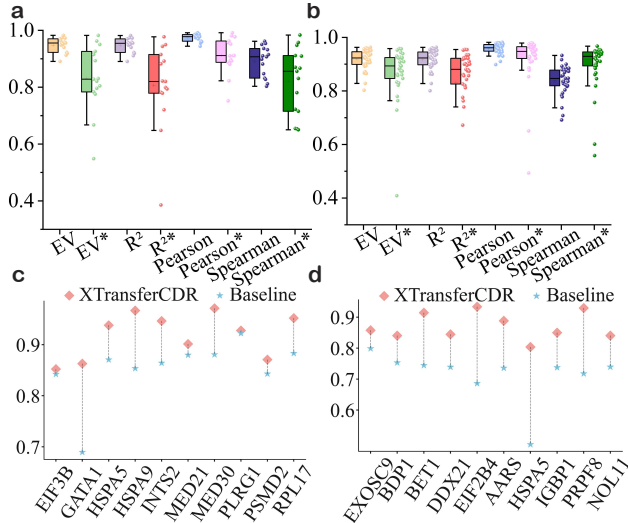 a
1.0
0.8
0.6
0.4
EV
EV*
R²
R²*
Pearson
Pearson*
Spearman
Spearman*
b
1.0
0.8
0.6
0.4
EV
EV*
R²
R²*
Pearson
Pearson*
Spearman
Spearman*
c
XTransferCDR Baseline
0.9
0.8
0.7
EIF3B
GATA1
HSPA5
HSPA9
INTS2
MED21
MED30
PLRG1
PSMD2
RPL17
d
XTransferCDR Baseline
0.9
0.8
0.7
0.6
EXOSC9
BDP1
BET1
DDX21
EIF2B4
AARS
HSPA5
IGBP1
PRPF8
NOL11